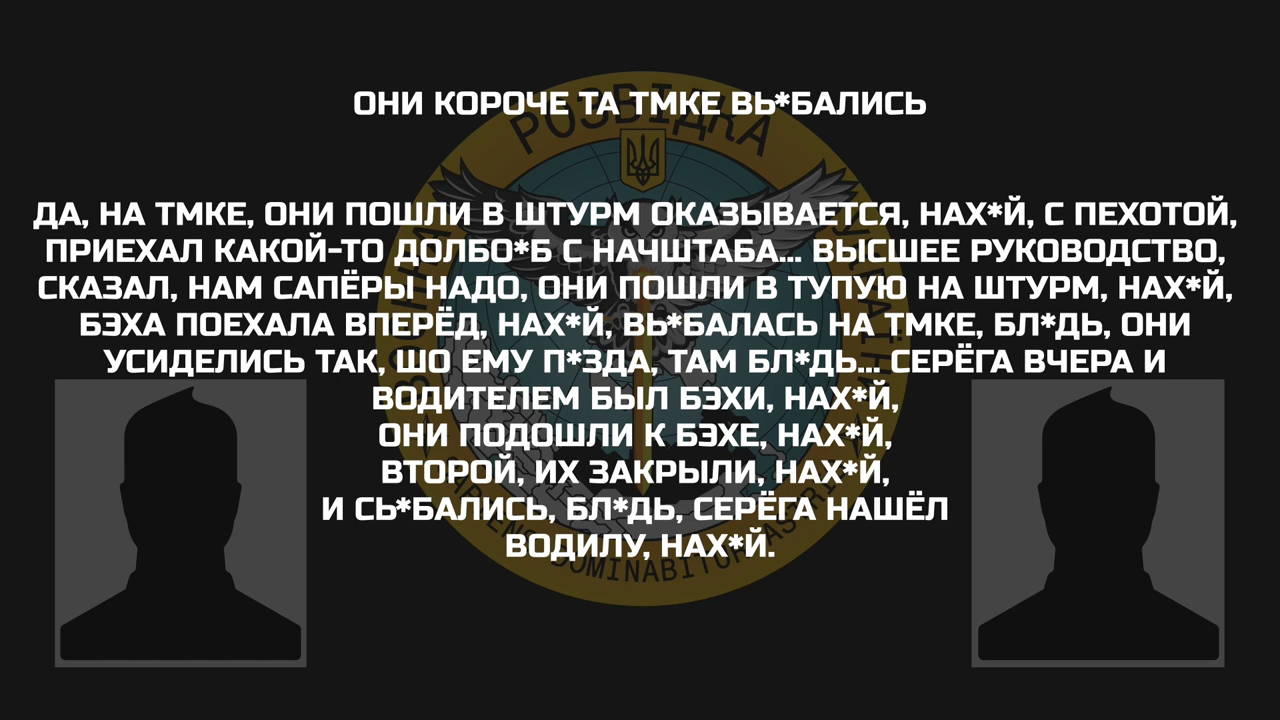 ОНИ КОРОЧЕ ТА ТМКЕ ВЬ*БАЛИСЬ
ДА, НА ТМКЕ, ОНИ ПОШЛИ В ШТУРМ ОКАЗЫВАЕТСЯ, НАХ*Й, С ПЕХОТОЙ,
ПРИЕХАЛ КАКОЙ-ТО ДОЛБО*Б С НАЧШТАБА... ВЫСШЕЕ РУКОВОДСТВО,
СКАЗАЛ, НАМ САПЁРЫ НАДО, ОНИ ПОШЛИ В ТУПУЮ НА ШТУРМ, НАХ*Й,
БЭХА ПОЕХАЛА ВПЕРЁД, НАХ*Й, ВЬ*БАЛАСЬ НА ТМКЕ, БЛ*ДЬ, ОНИ
УСИДЕЛИСЬ ТАК, ШО ЕМУ П*ЗДА, ТАМ БЛ*ДЬ... СЕРЁГА ВЧЕРА И
ВОДИТЕЛЕМ БЫЛ БЭХИ, НАХ*Й,
ОНИ ПОДОШЛИ К БЭХЕ, НАХ*Й,
ВТОРОЙ, ИХ ЗАКРЫЛИ, НАХ*Й,
И СЬ*БАЛИСЬ, БЛ*ДЬ, СЕРЁГА НАШЁЛ
ВОДИЛУ, НАХ*Й.
РОЗВІДКА